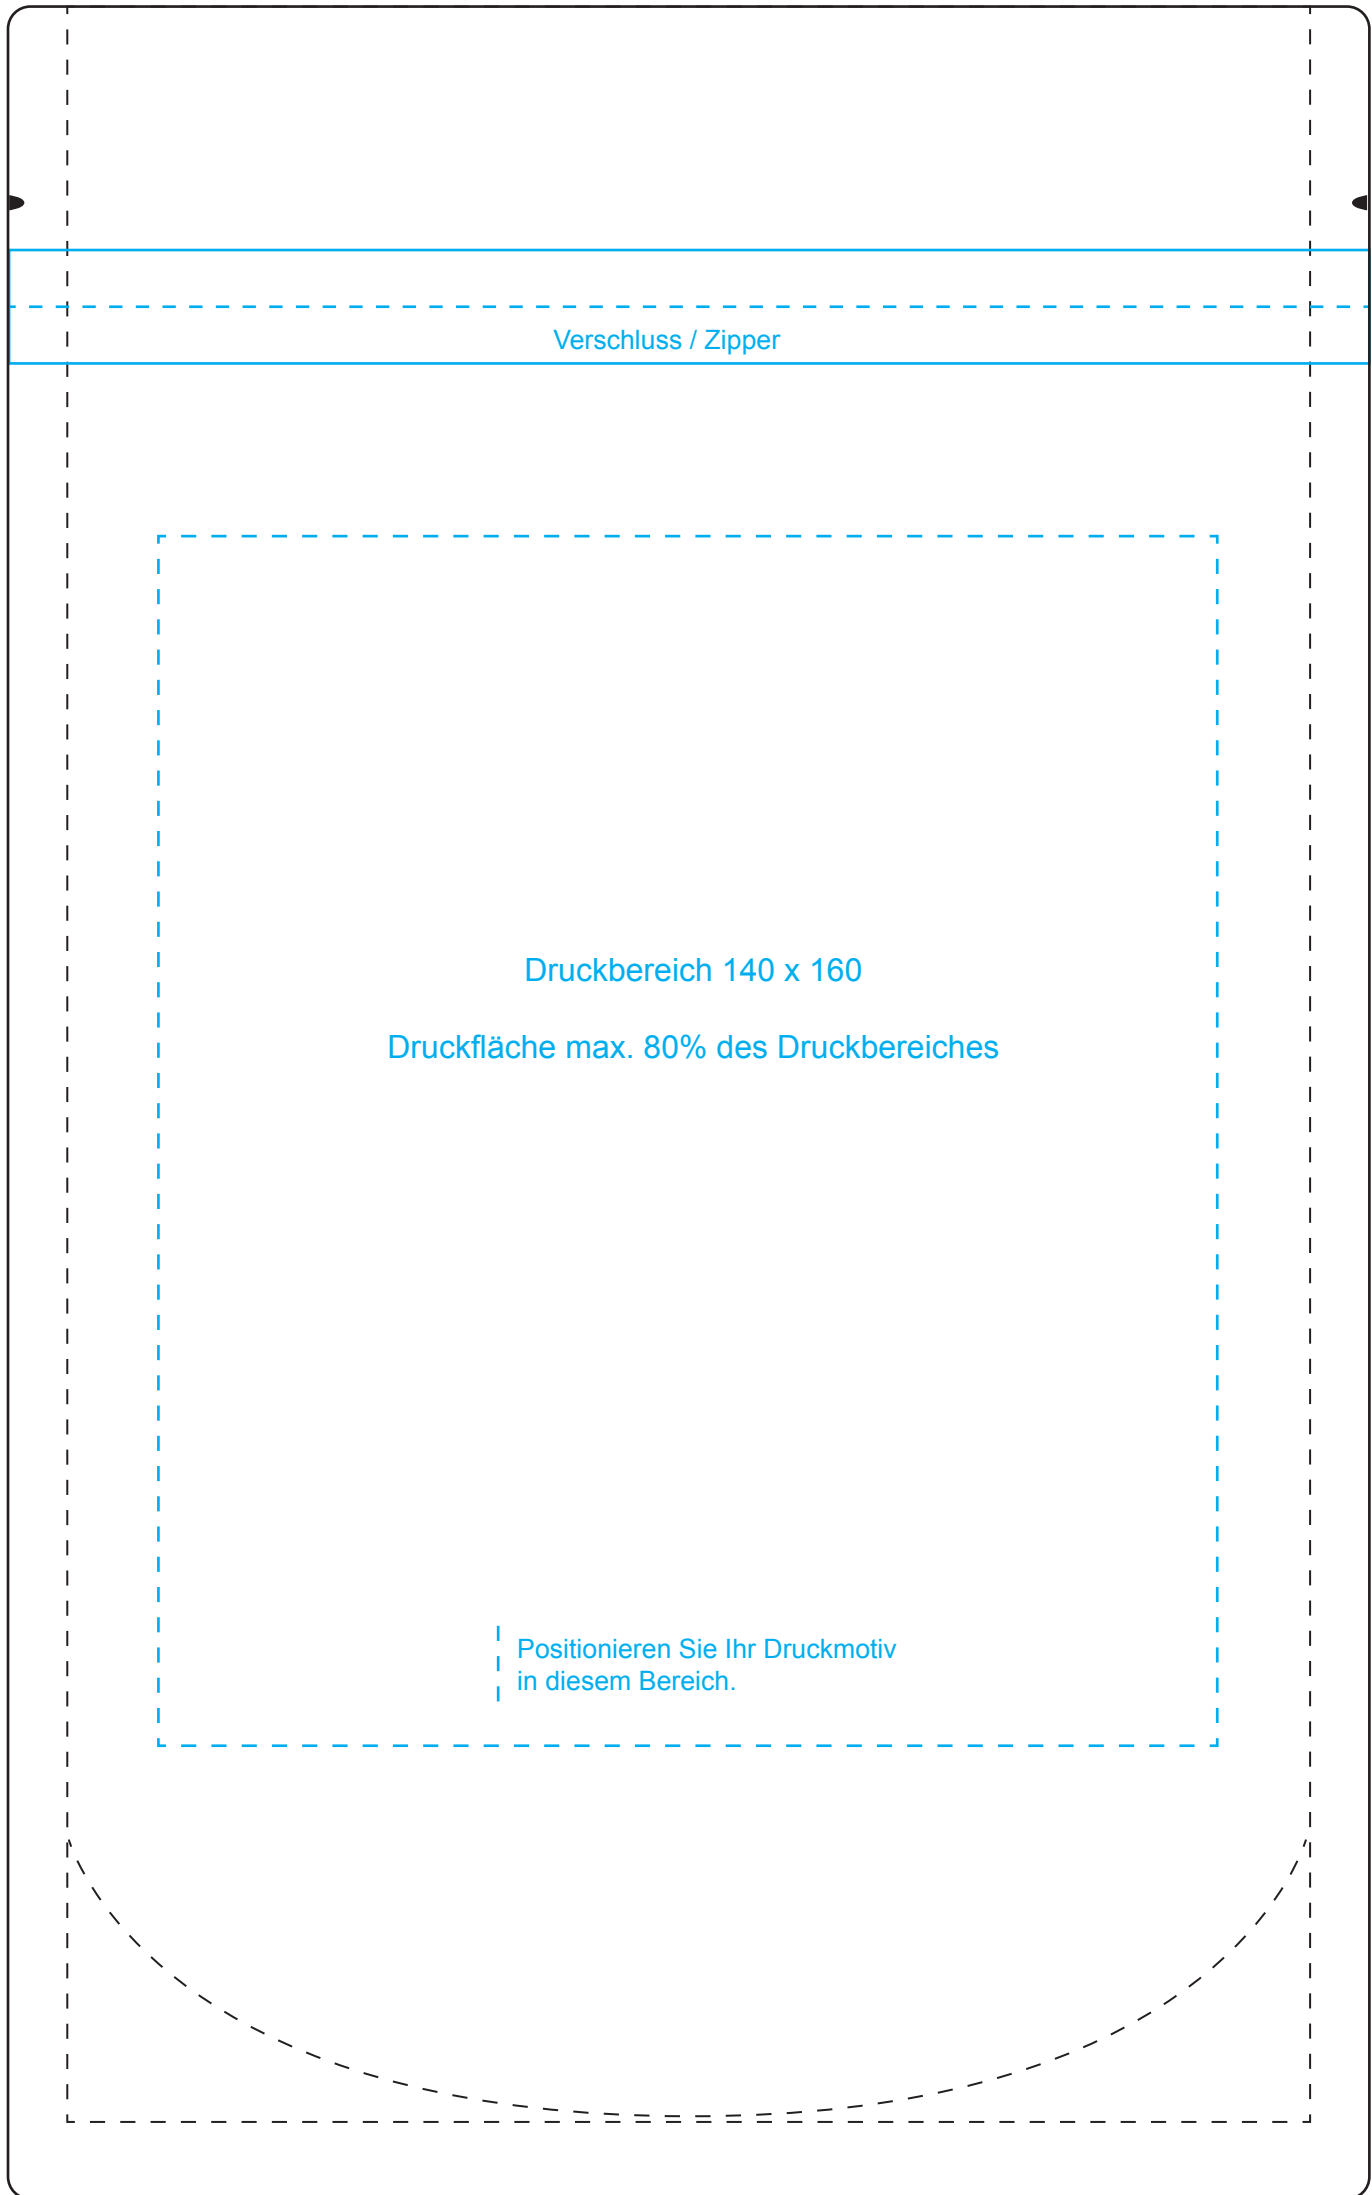 Verschluss / Zipper
Druckbereich 140 x 160
Druckfläche max. 80% des Druckbereiches
Positionieren Sie Ihr Druckmotiv
in diesem Bereich.